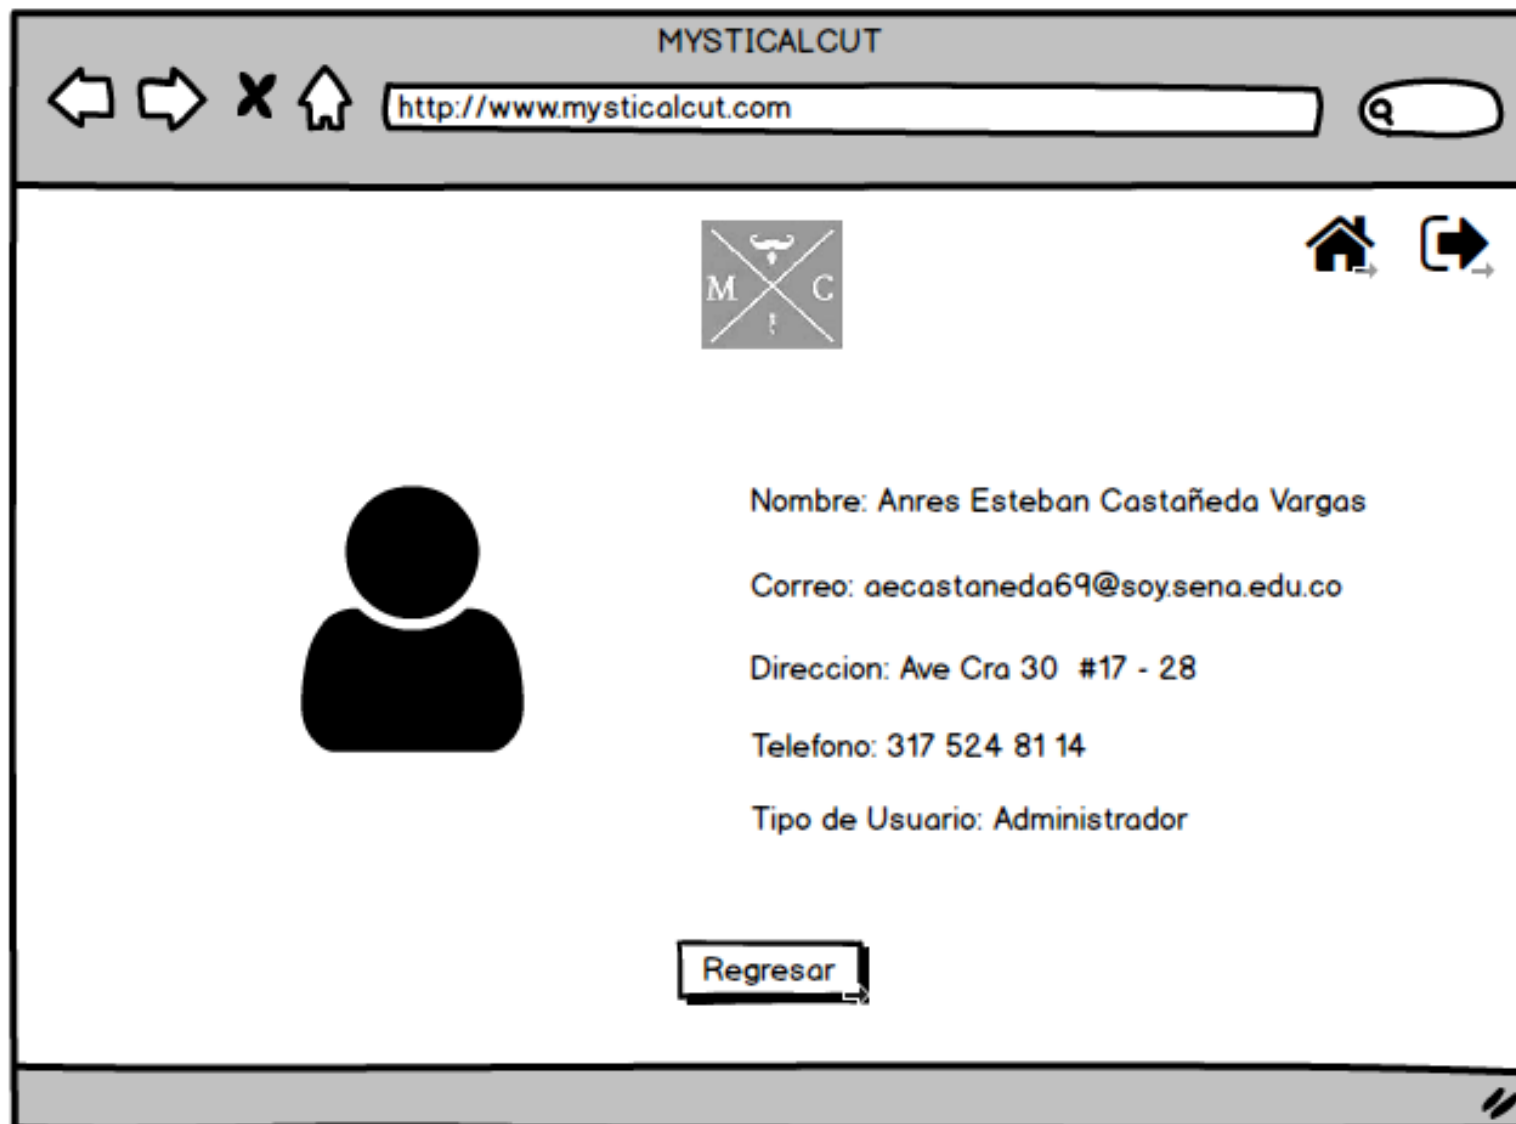 MYSTICALCUT
http://www.mysticalcut.com
M C
Nombre: Anres Esteban Castañeda Vargas
Correo: aecastaneda69@soy.sena.edu.co
Direccion: Ave Cra 30 #17 - 28
Telefono: 317 524 81 14
Tipo de Usuario: Administrador
Regresar